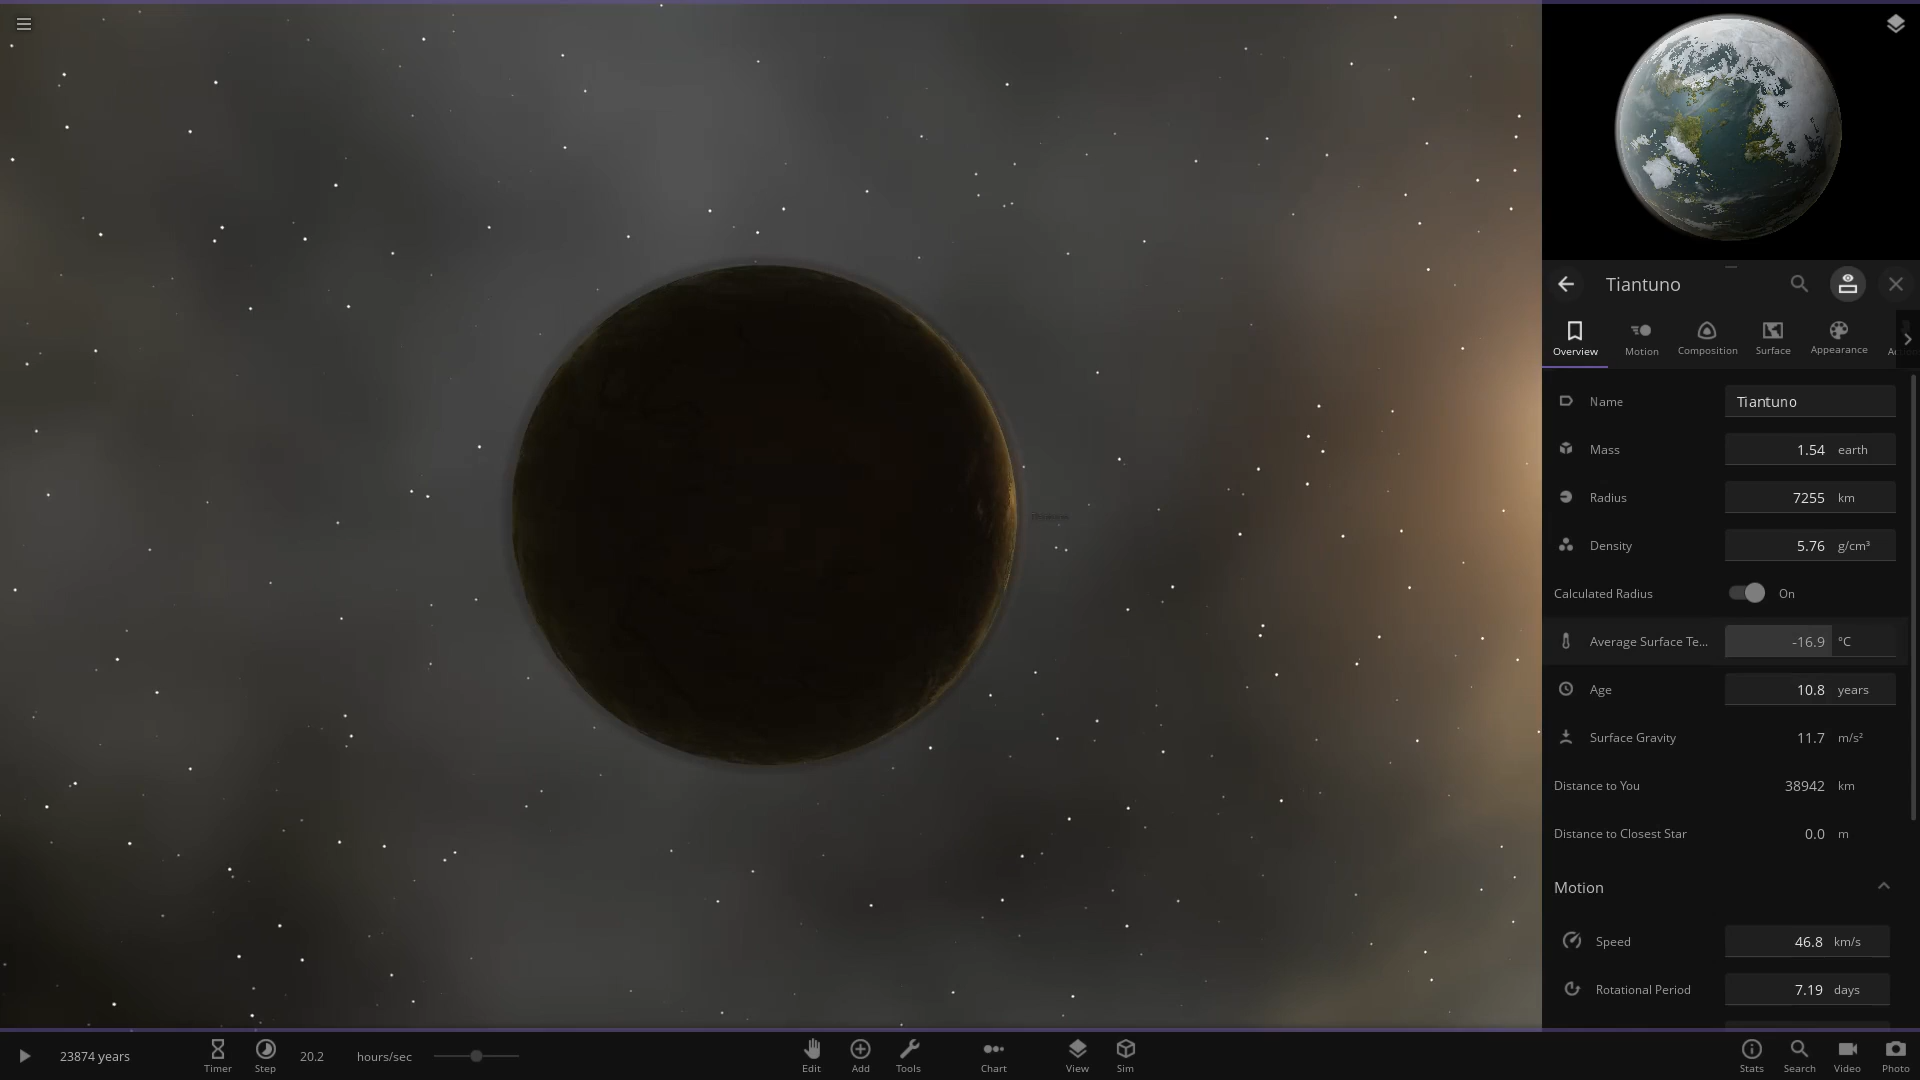 Tiantuno
Overview
Motion
Composition
Surface
Appearance
Name Tiantuno
Mass 1.54 earth
Radius 7255 km
Density 5.76 g/cm³
Calculated Radius On
Average Surface Te... -16.9 °C
Age 10.8 years
Surface Gravity 11.7 m/s²
Distance to You 38942 km
Distance to Closest Star 0.0 m
Motion
Speed 46.8 km/s
Rotational Period 7.19 days
23874 years
Timer
Step
20.2 hours/sec
Edit
Add
Tools
Chart
View
Sim
Stats
Search
Video
Photo